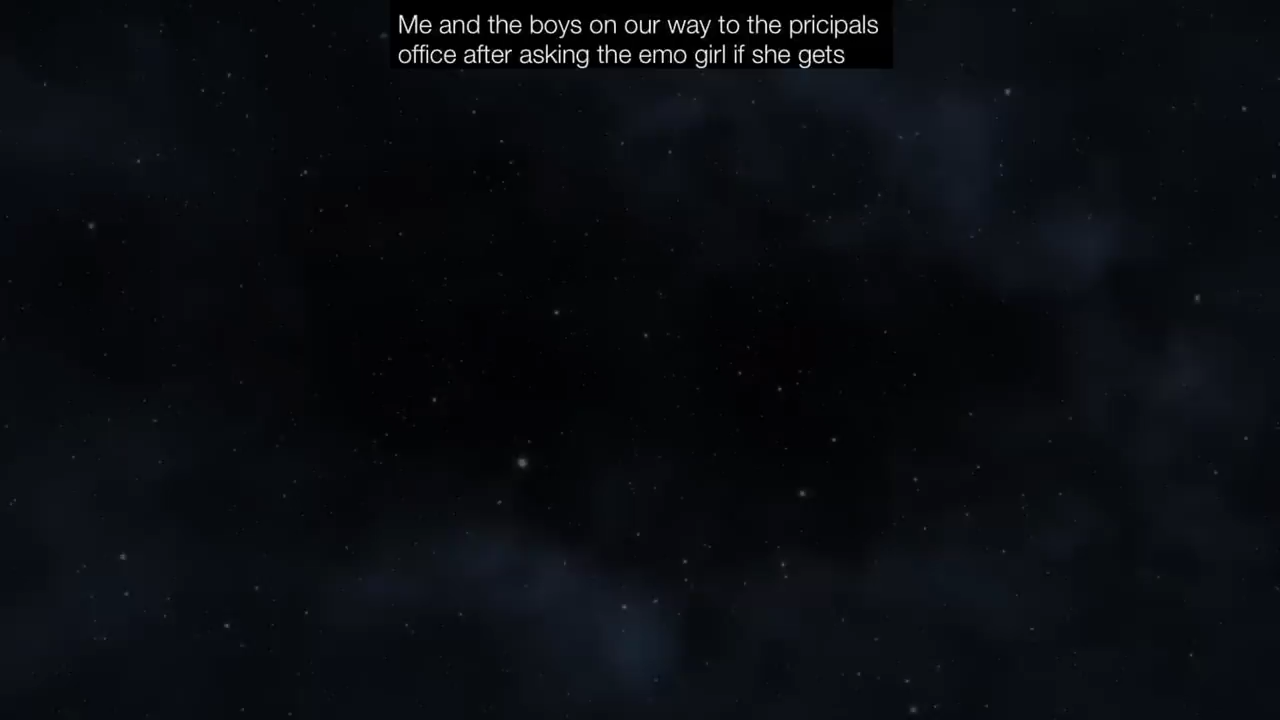 Me and the boys on our way to the pricipals
office after asking the emo girl if she gets